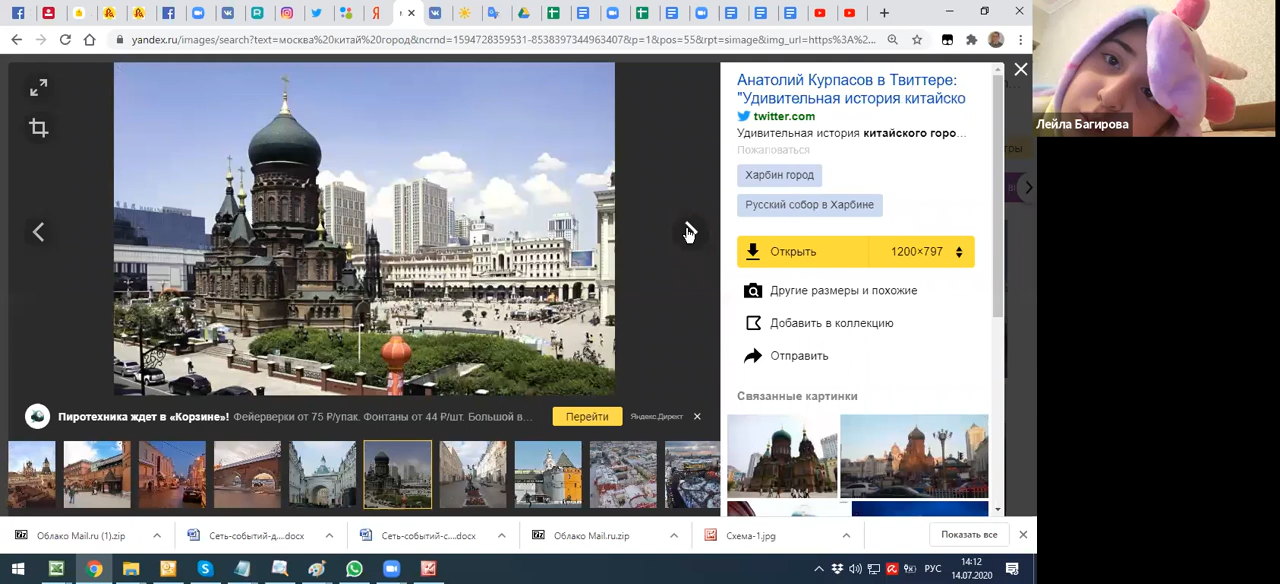 yandex.ru/images/search?text=москва%20китай%20город&ncrnd=1594728359531-8538397344963407&p=1&pos=55&rpt=simage&img_url=https%3A%2...
Лейла Багирова
Анатолий Курпасов в Твиттере:
"Удивительная история китайско
twitter.com
Удивительная история китайского горо...
Пожаловаться
Харбин город
Русский собор в Харбине
Открыть 1200×797
Другие размеры и похожие
Добавить в коллекцию
Отправить
Связанные картинки
Пиротехника ждет в «Корзине»! Фейерверки от 75 Р/упак. Фонтаны от 44 Р/шт. Большой в...
Перейти
Яндекс.Директ
Облако Mail.ru (1).zip
Сеть-событий-д....docx
Сеть-событий-с....docx
Облако Mail.ru.zip
Схема-1.jpg
Показать все
РУС
14:12
14.07.2020